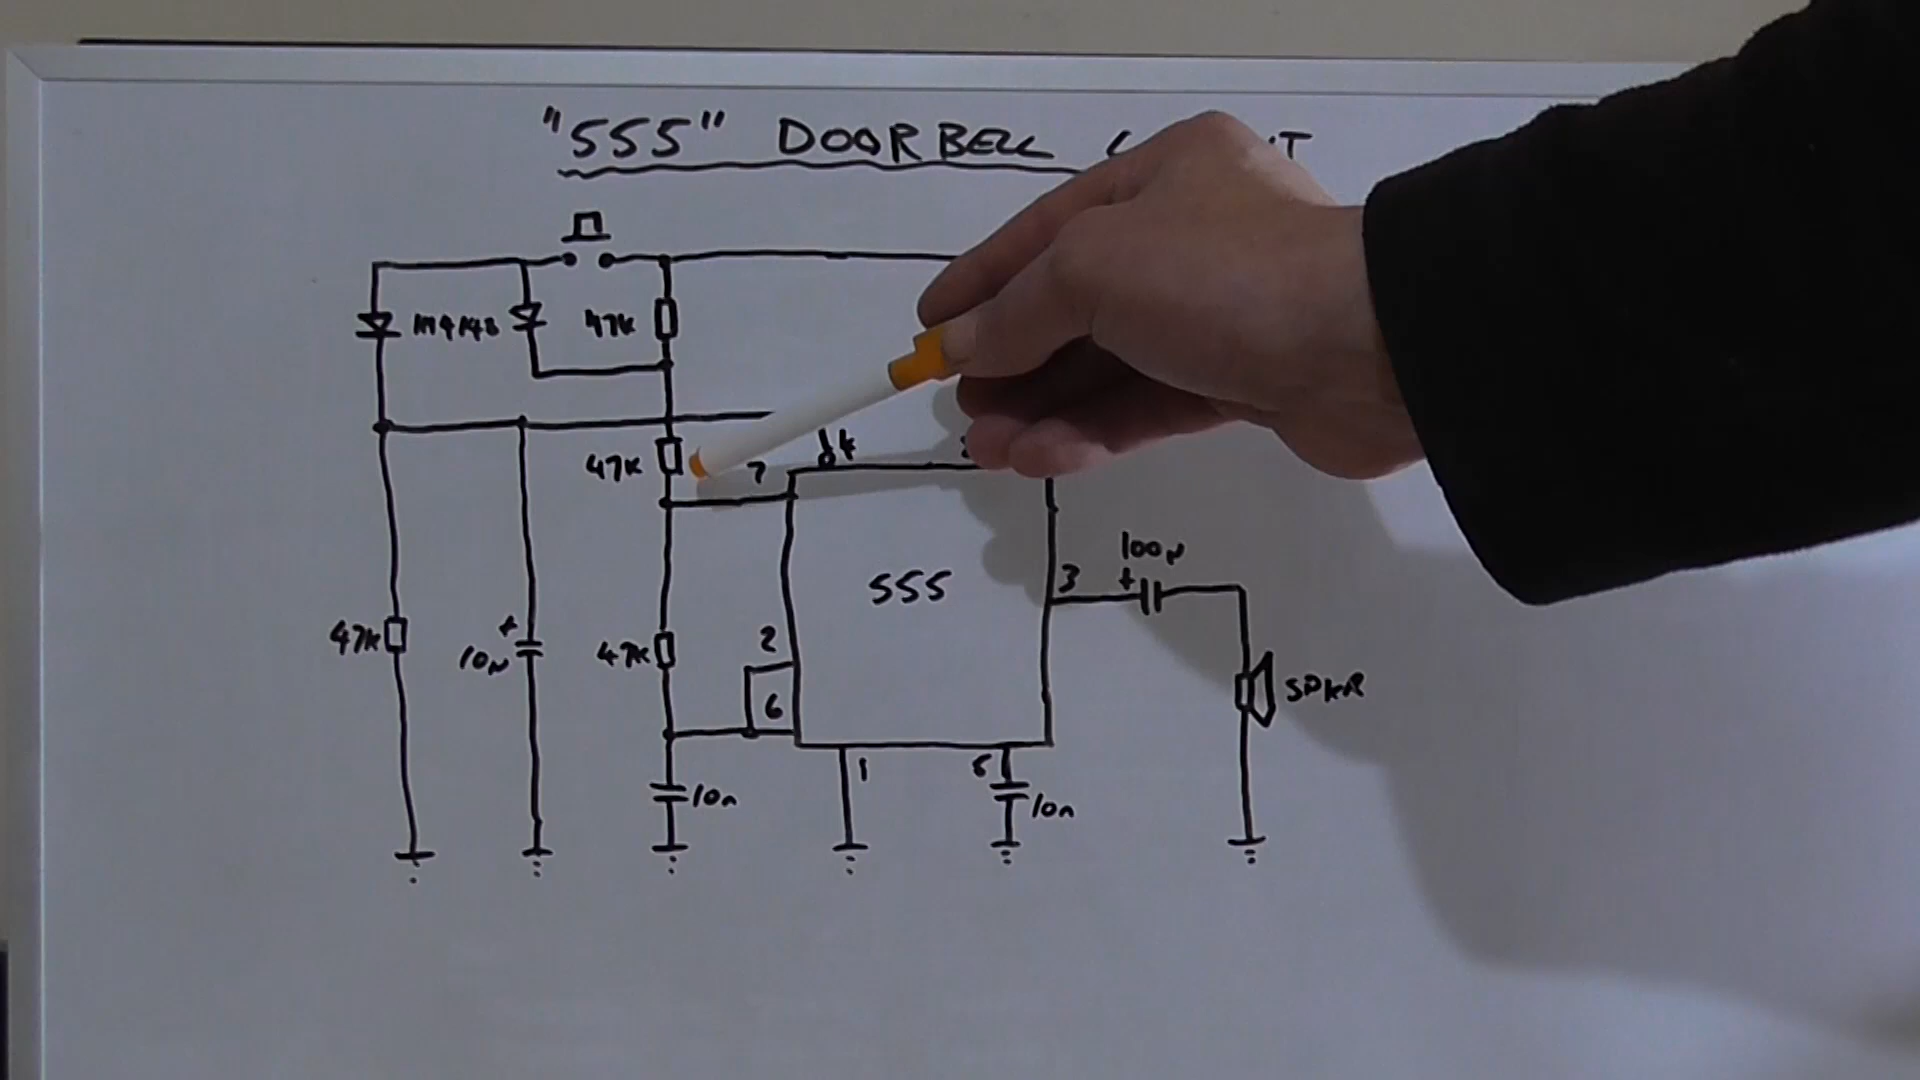 "555" DOORBELL
1N4148
47K
47K
7
4
555
3
100µ
+
47K
+
10µ
47K
2
6
SPKR
1
5
10n
10n